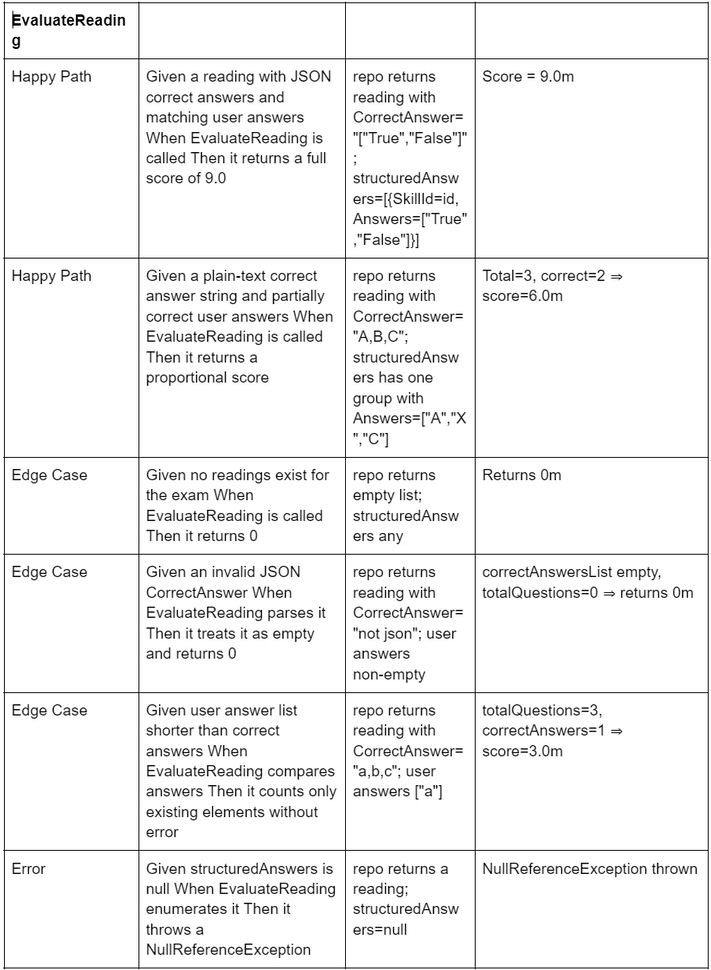 EvaluateReadin
g
Happy Path
Given a reading with JSON
correct answers and
matching user answers
When EvaluateReading is
called Then it returns a full
score of 9.0
repo returns
reading with
CorrectAnswer=
"["True","False"]"
;
structuredAnsw
ers=[{SkillId=id,
Answers=["True"
,"False"]}]
Score = 9.0m
Happy Path
Given a plain-text correct
answer string and partially
correct user answers When
EvaluateReading is called
Then it returns a
proportional score
repo returns
reading with
CorrectAnswer=
"A,B,C";
structuredAnsw
ers has one
group with
Answers=["A","X
","C"]
Total=3, correct=2 ⇒
score=6.0m
Edge Case
Given no readings exist for
the exam When
EvaluateReading is called
Then it returns 0
repo returns
empty list;
structuredAnsw
ers any
Returns 0m
Edge Case
Given an invalid JSON
CorrectAnswer When
EvaluateReading parses it
Then it treats it as empty
and returns 0
repo returns
reading with
CorrectAnswer=
"not json"; user
answers
non-empty
correctAnswersList empty,
totalQuestions=0 ⇒ returns 0m
Edge Case
Given user answer list
shorter than correct
answers When
EvaluateReading compares
answers Then it counts only
existing elements without
error
repo returns
reading with
CorrectAnswer=
"a,b,c"; user
answers ["a"]
totalQuestions=3,
correctAnswers=1 ⇒
score=3.0m
Error
Given structuredAnswers is
null When EvaluateReading
enumerates it Then it
throws a
NullReferenceException
repo returns a
reading;
structuredAnsw
ers=null
NullReferenceException thrown